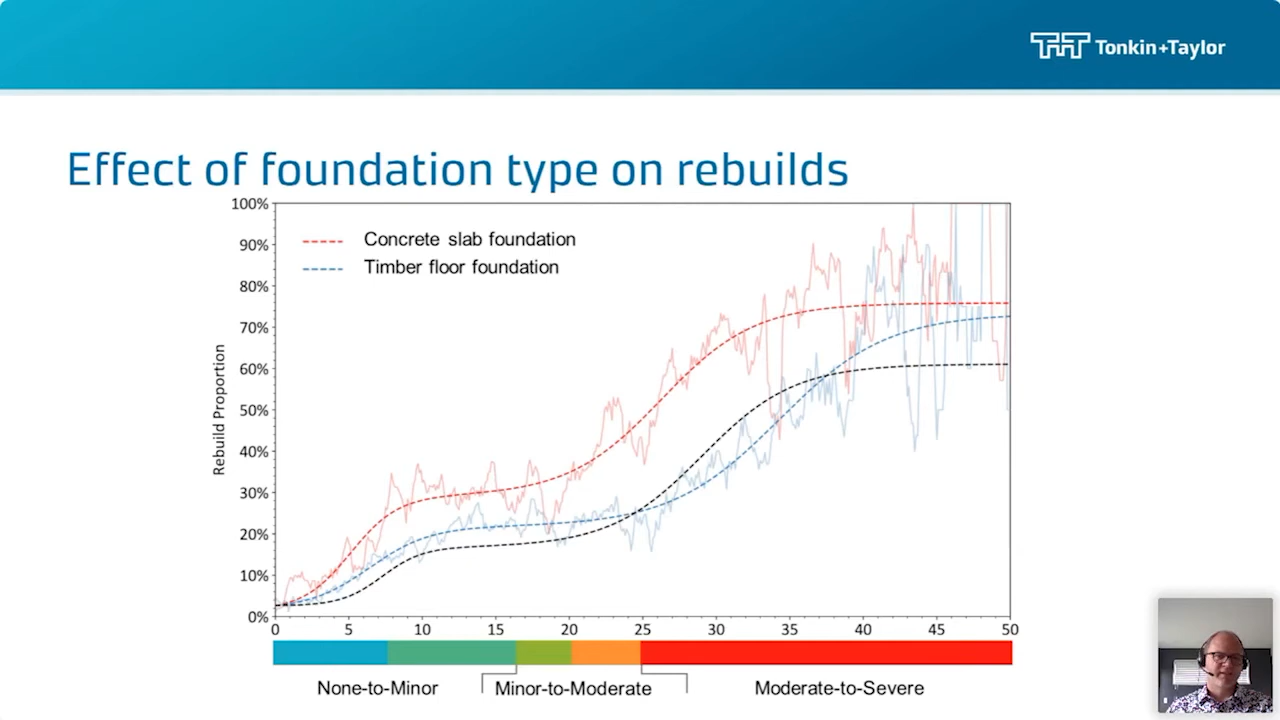 Tonkin+Taylor
Effect of foundation type on rebuilds
100%
90%
80%
70%
60%
50%
40%
30%
20%
10%
0%
Rebuild Proportion
Concrete slab foundation
Timber floor foundation
0 5 10 15 20 25 30 35 40 45 50
None-to-Minor Minor-to-Moderate Moderate-to-Severe